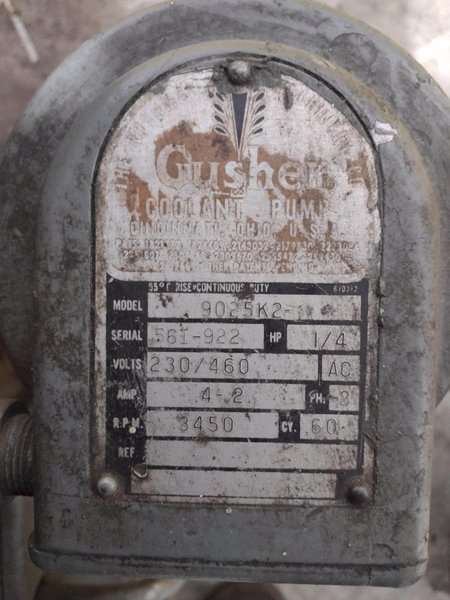 Gusher
COOLANT PUMP
CINCINNATI, OHIO, U.S.A.
55°C RISE-CONTINUOUS DUTY
MODEL 9025K2-
SERIAL 561-922 HP 1/4
VOLTS 230/460 AC
AMP. 4-2 PH. 3
R.P.M. 3450 CY. 60
REF